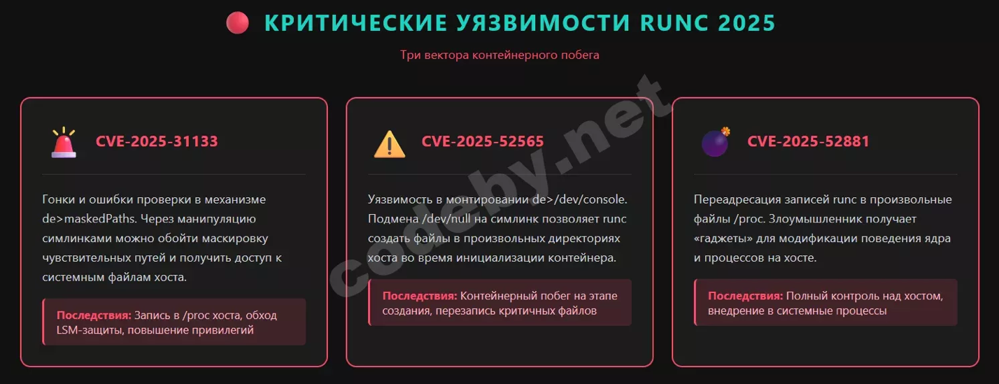 КРИТИЧЕСКИЕ УЯЗВИМОСТИ RUNC 2025
Три вектора контейнерного побега
CVE-2025-31133
Гонки и ошибки проверки в механизме
de>maskedPaths. Через манипуляцию
симлинками можно обойти маскировку
чувствительных путей и получить доступ к
системным файлам хоста.
Последствия: Запись в /proc хоста, обход
LSM-защиты, повышение привилегий
CVE-2025-52565
Уязвимость в монтировании de>/dev/console.
Подмена /dev/null на симлинк позволяет runc
создать файлы в произвольных директориях
хоста во время инициализации контейнера.
Последствия: Контейнерный побег на этапе
создания, перезапись критичных файлов
CVE-2025-52881
Переадресация записей runc в произвольные
файлы /proc. Злоумышленник получает
«гаджеты» для модификации поведения ядра
и процессов на хосте.
Последствия: Полный контроль над хостом,
внедрение в системные процессы
codeby.net